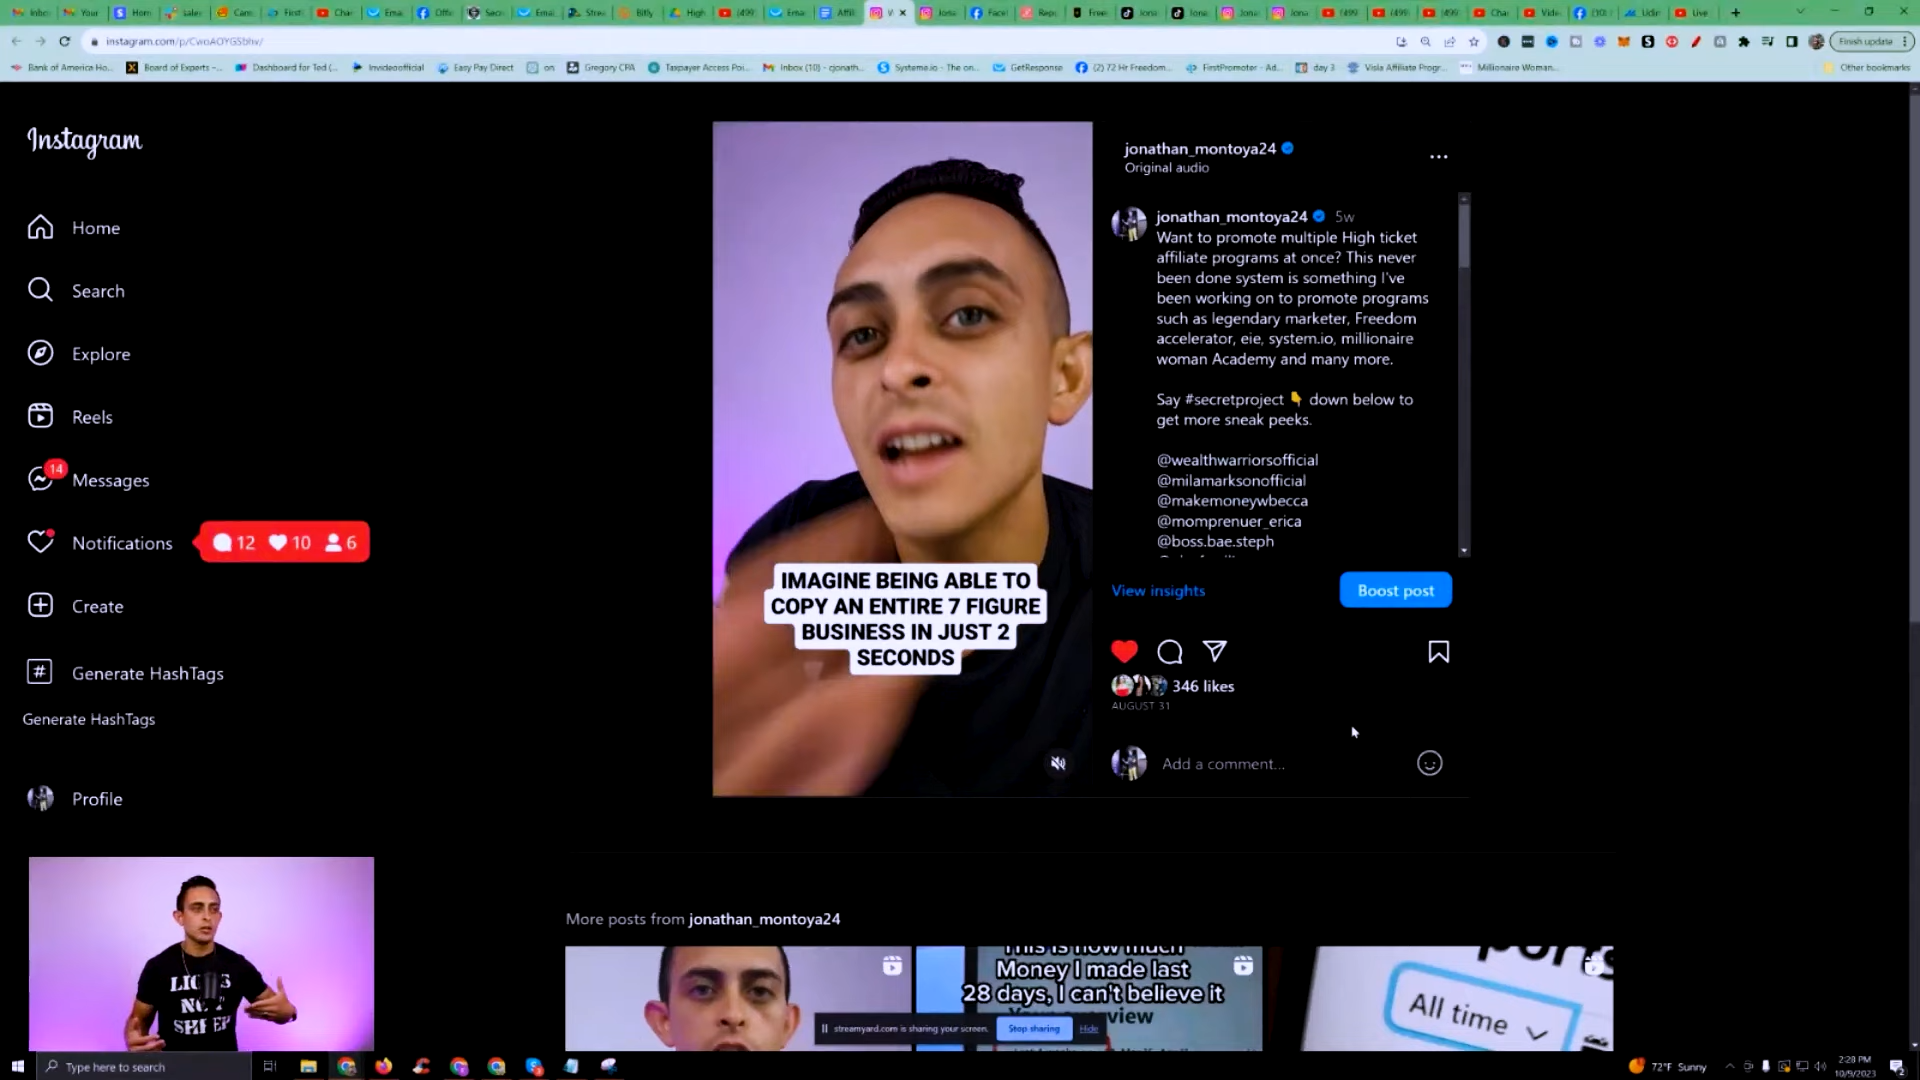 instagram.com/p/CwoAOYGSbhv/
Finish update
Bank of America Ho...
Board of Experts –...
Dashboard for Ted (...
Invideoofficial
Easy Pay Direct
on
Gregory CPA
Taxpayer Access Poi...
Inbox (10) - cjonath...
Systeme.io - The on...
GetResponse
(2) 72 Hr Freedom...
FirstPromoter - Ad...
day 3
Millionaire Woman...
Other bookmarks
Instagram
Home
Search
Explore
Reels
14
Messages
Notifications
12 10 6
Create
Generate HashTags
Generate HashTags
Profile
LIONS
NOT
SHEEP
IMAGINE BEING ABLE TO
COPY AN ENTIRE 7 FIGURE
BUSINESS IN JUST 2
SECONDS
jonathan_montoya24
Original audio
jonathan_montoya24 5w
Want to promote multiple High ticket
affiliate programs at once? This never
been done system is something I've
been working on to promote programs
such as legendary marketer, Freedom
accelerator, eie, system.io, millionaire
woman Academy and many more.
Say #secretproject 👇 down below to
get more sneak peeks.
@wealthwarriorsofficial
@milamarksonofficial
@makemoneywbecca
@momprenuer_erica
@boss.bae.steph
View insights
Boost post
346 likes
AUGUST 31
Add a comment...
More posts from jonathan_montoya24
This is how much
Money I made last
28 days, I can't believe it
All time
streamyard.com is sharing your screen.
Stop sharing
Hide
Type here to search
72°F Sunny
2:28 PM
10/9/2023